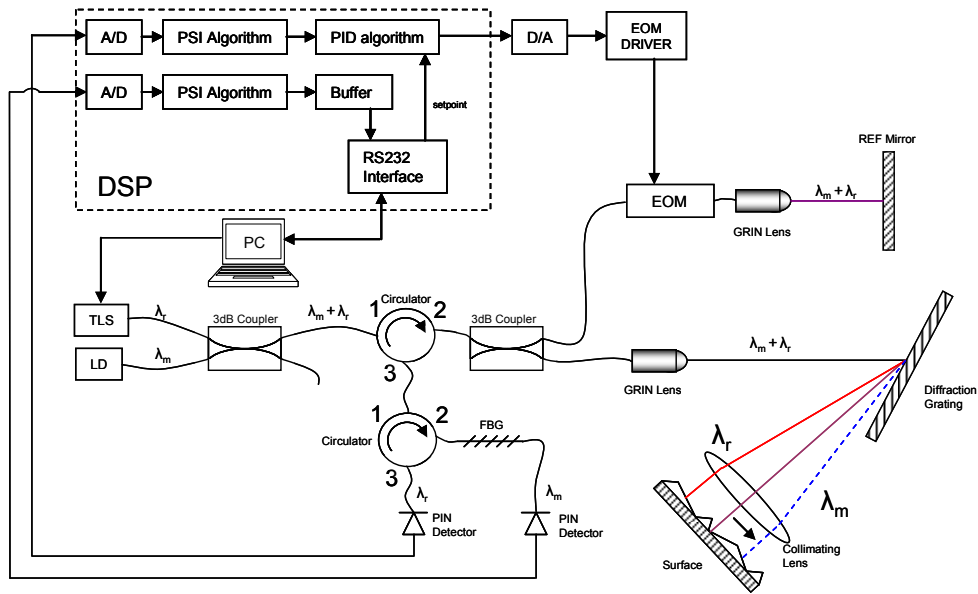 A/D
PSI Algorithm
PID algorithm
D/A
EOM
DRIVER
A/D
PSI Algorithm
Buffer
setpoint
RS232
Interface
DSP
REF Mirror
EOM
λm + λr
GRIN Lens
PC
TLS
λr
3dB Coupler
λm + λr
1
Circulator
2
3dB Coupler
LD
λm
3
λm + λr
GRIN Lens
Diffraction
Grating
1
2
FBG
Circulator
3
λr
λm
λr
λm
PIN
Detector
PIN
Detector
Collimating
Lens
Surface